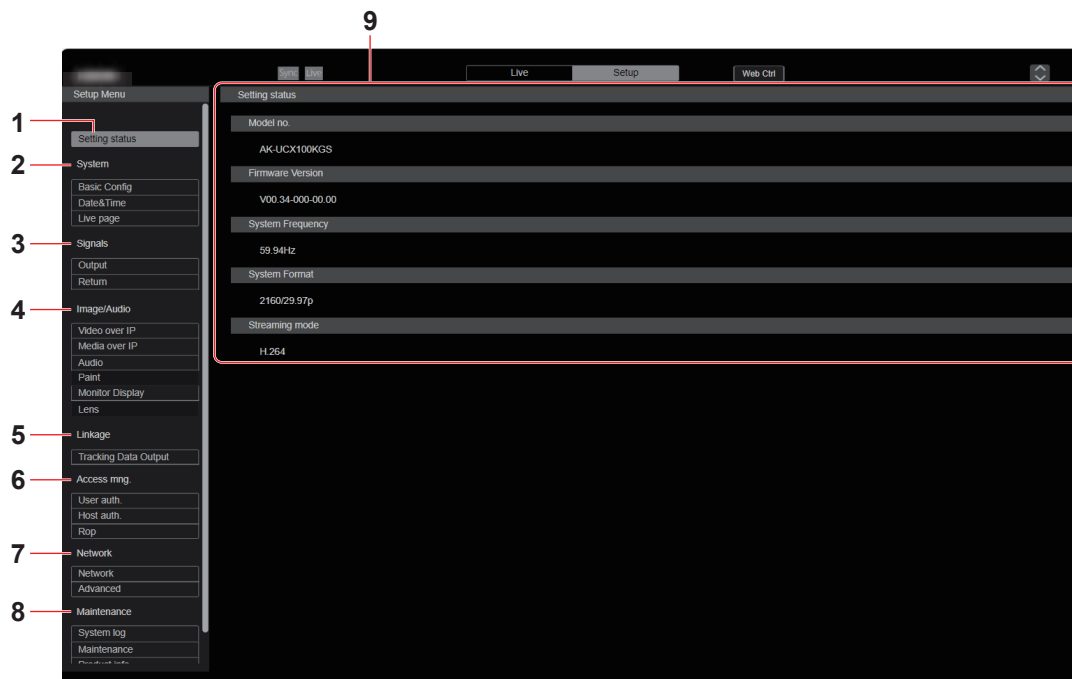 9
Sync Live Live Setup Web Ctrl
Setup Menu
Setting status
1
Setting status
2
System
Basic Config
Date&Time
Live page
3
Signals
Output
Return
4
Image/Audio
Video over IP
Media over IP
Audio
Paint
Monitor Display
Lens
5
Linkage
Tracking Data Output
6
Access mng.
User auth.
Host auth.
Rop
7
Network
Network
Advanced
8
Maintenance
System log
Maintenance
Product info
Model no.
AK-UCX100KGS
Firmware Version
V00.34-000-00.00
System Frequency
59.94Hz
System Format
2160/29.97p
Streaming mode
H.264